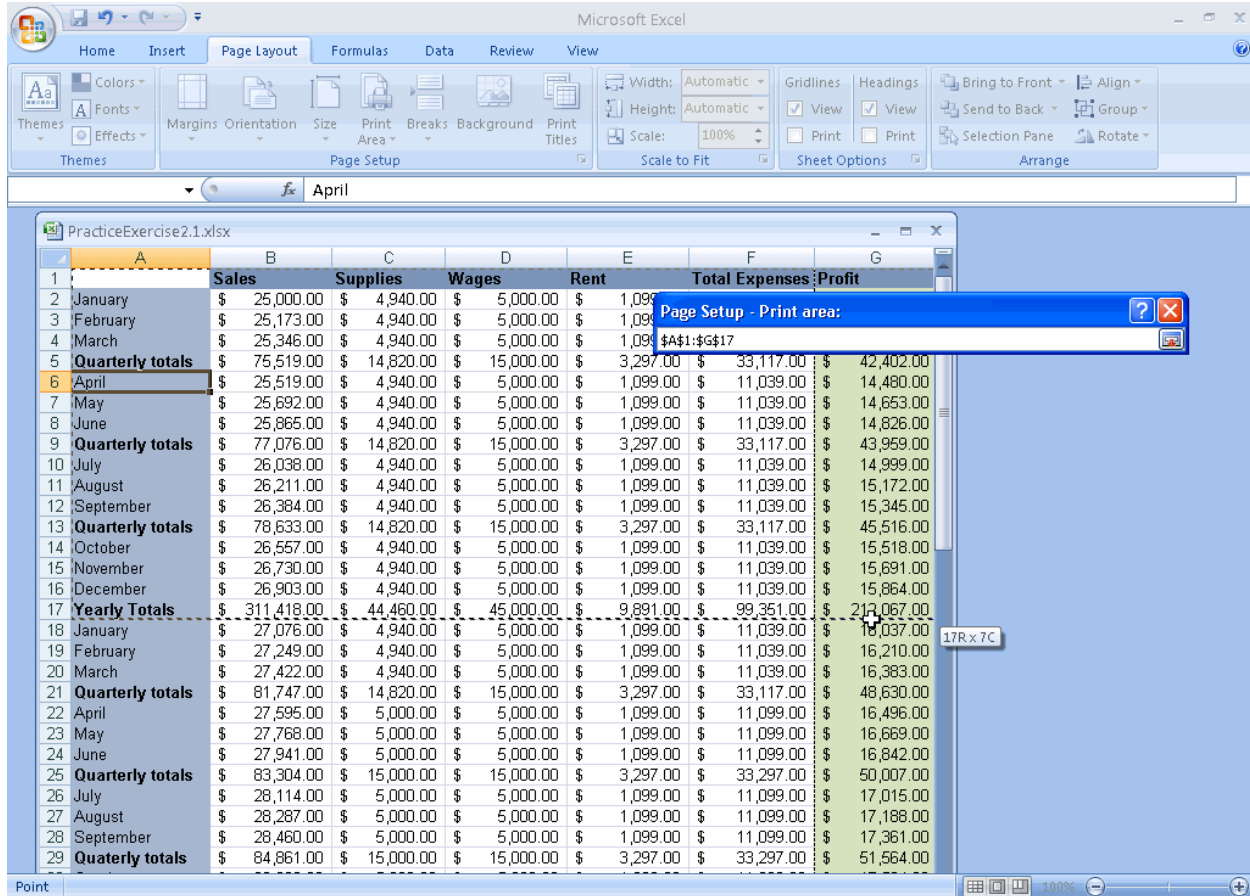 Microsoft Excel
Home Insert Page Layout Formulas Data Review View
Aa Colors Margins Orientation Size Print Area Breaks Background Print Titles Width: Automatic Gridlines Headings Bring to Front Align
A Fonts Height: Automatic View View Send to Back Group
Themes Effects Scale: 100% Print Print Selection Pane Rotate
Themes Page Setup Scale to Fit Sheet Options Arrange
fx April
PracticeExercise2.1.xlsx
A B C D E F G
1 Sales Supplies Wages Rent Total Expenses Profit
2 January $ 25,000.00 $ 4,940.00 $ 5,000.00 $
3 February $ 25,173.00 $ 4,940.00 $ 5,000.00 $
4 March $ 25,346.00 $ 4,940.00 $ 5,000.00 $
Page Setup - Print area:
$A$1:$G$17
5 Quarterly totals $ 75,519.00 $ 14,820.00 $ 15,000.00 $ 3,297.00 $ 33,117.00 $ 42,402.00
6 April $ 25,519.00 $ 4,940.00 $ 5,000.00 $ 1,099.00 $ 11,039.00 $ 14,480.00
7 May $ 25,692.00 $ 4,940.00 $ 5,000.00 $ 1,099.00 $ 11,039.00 $ 14,653.00
8 June $ 25,865.00 $ 4,940.00 $ 5,000.00 $ 1,099.00 $ 11,039.00 $ 14,826.00
9 Quarterly totals $ 77,076.00 $ 14,820.00 $ 15,000.00 $ 3,297.00 $ 33,117.00 $ 43,959.00
10 July $ 26,038.00 $ 4,940.00 $ 5,000.00 $ 1,099.00 $ 11,039.00 $ 14,999.00
11 August $ 26,211.00 $ 4,940.00 $ 5,000.00 $ 1,099.00 $ 11,039.00 $ 15,172.00
12 September $ 26,384.00 $ 4,940.00 $ 5,000.00 $ 1,099.00 $ 11,039.00 $ 15,345.00
13 Quarterly totals $ 78,633.00 $ 14,820.00 $ 15,000.00 $ 3,297.00 $ 33,117.00 $ 45,516.00
14 October $ 26,557.00 $ 4,940.00 $ 5,000.00 $ 1,099.00 $ 11,039.00 $ 15,518.00
15 November $ 26,730.00 $ 4,940.00 $ 5,000.00 $ 1,099.00 $ 11,039.00 $ 15,691.00
16 December $ 26,903.00 $ 4,940.00 $ 5,000.00 $ 1,099.00 $ 11,039.00 $ 15,864.00
17 Yearly Totals $ 311,418.00 $ 44,460.00 $ 45,000.00 $ 9,891.00 $ 99,351.00 $
18 January $ 27,076.00 $ 4,940.00 $ 5,000.00 $ 1,099.00 $ 11,039.00 $
17R x 7C
19 February $ 27,249.00 $ 4,940.00 $ 5,000.00 $ 1,099.00 $ 11,039.00 $ 16,210.00
20 March $ 27,422.00 $ 4,940.00 $ 5,000.00 $ 1,099.00 $ 11,039.00 $ 16,383.00
21 Quarterly totals $ 81,747.00 $ 14,820.00 $ 15,000.00 $ 3,297.00 $ 33,117.00 $ 48,630.00
22 April $ 27,595.00 $ 5,000.00 $ 5,000.00 $ 1,099.00 $ 11,099.00 $ 16,496.00
23 May $ 27,768.00 $ 5,000.00 $ 5,000.00 $ 1,099.00 $ 11,099.00 $ 16,669.00
24 June $ 27,941.00 $ 5,000.00 $ 5,000.00 $ 1,099.00 $ 11,099.00 $ 16,842.00
25 Quarterly totals $ 83,304.00 $ 15,000.00 $ 15,000.00 $ 3,297.00 $ 33,297.00 $ 50,007.00
26 July $ 28,114.00 $ 5,000.00 $ 5,000.00 $ 1,099.00 $ 11,099.00 $ 17,015.00
27 August $ 28,287.00 $ 5,000.00 $ 5,000.00 $ 1,099.00 $ 11,099.00 $ 17,188.00
28 September $ 28,460.00 $ 5,000.00 $ 5,000.00 $ 1,099.00 $ 11,099.00 $ 17,361.00
29 Quaterly totals $ 84,861.00 $ 15,000.00 $ 15,000.00 $ 3,297.00 $ 33,297.00 $ 51,564.00
Point 100%